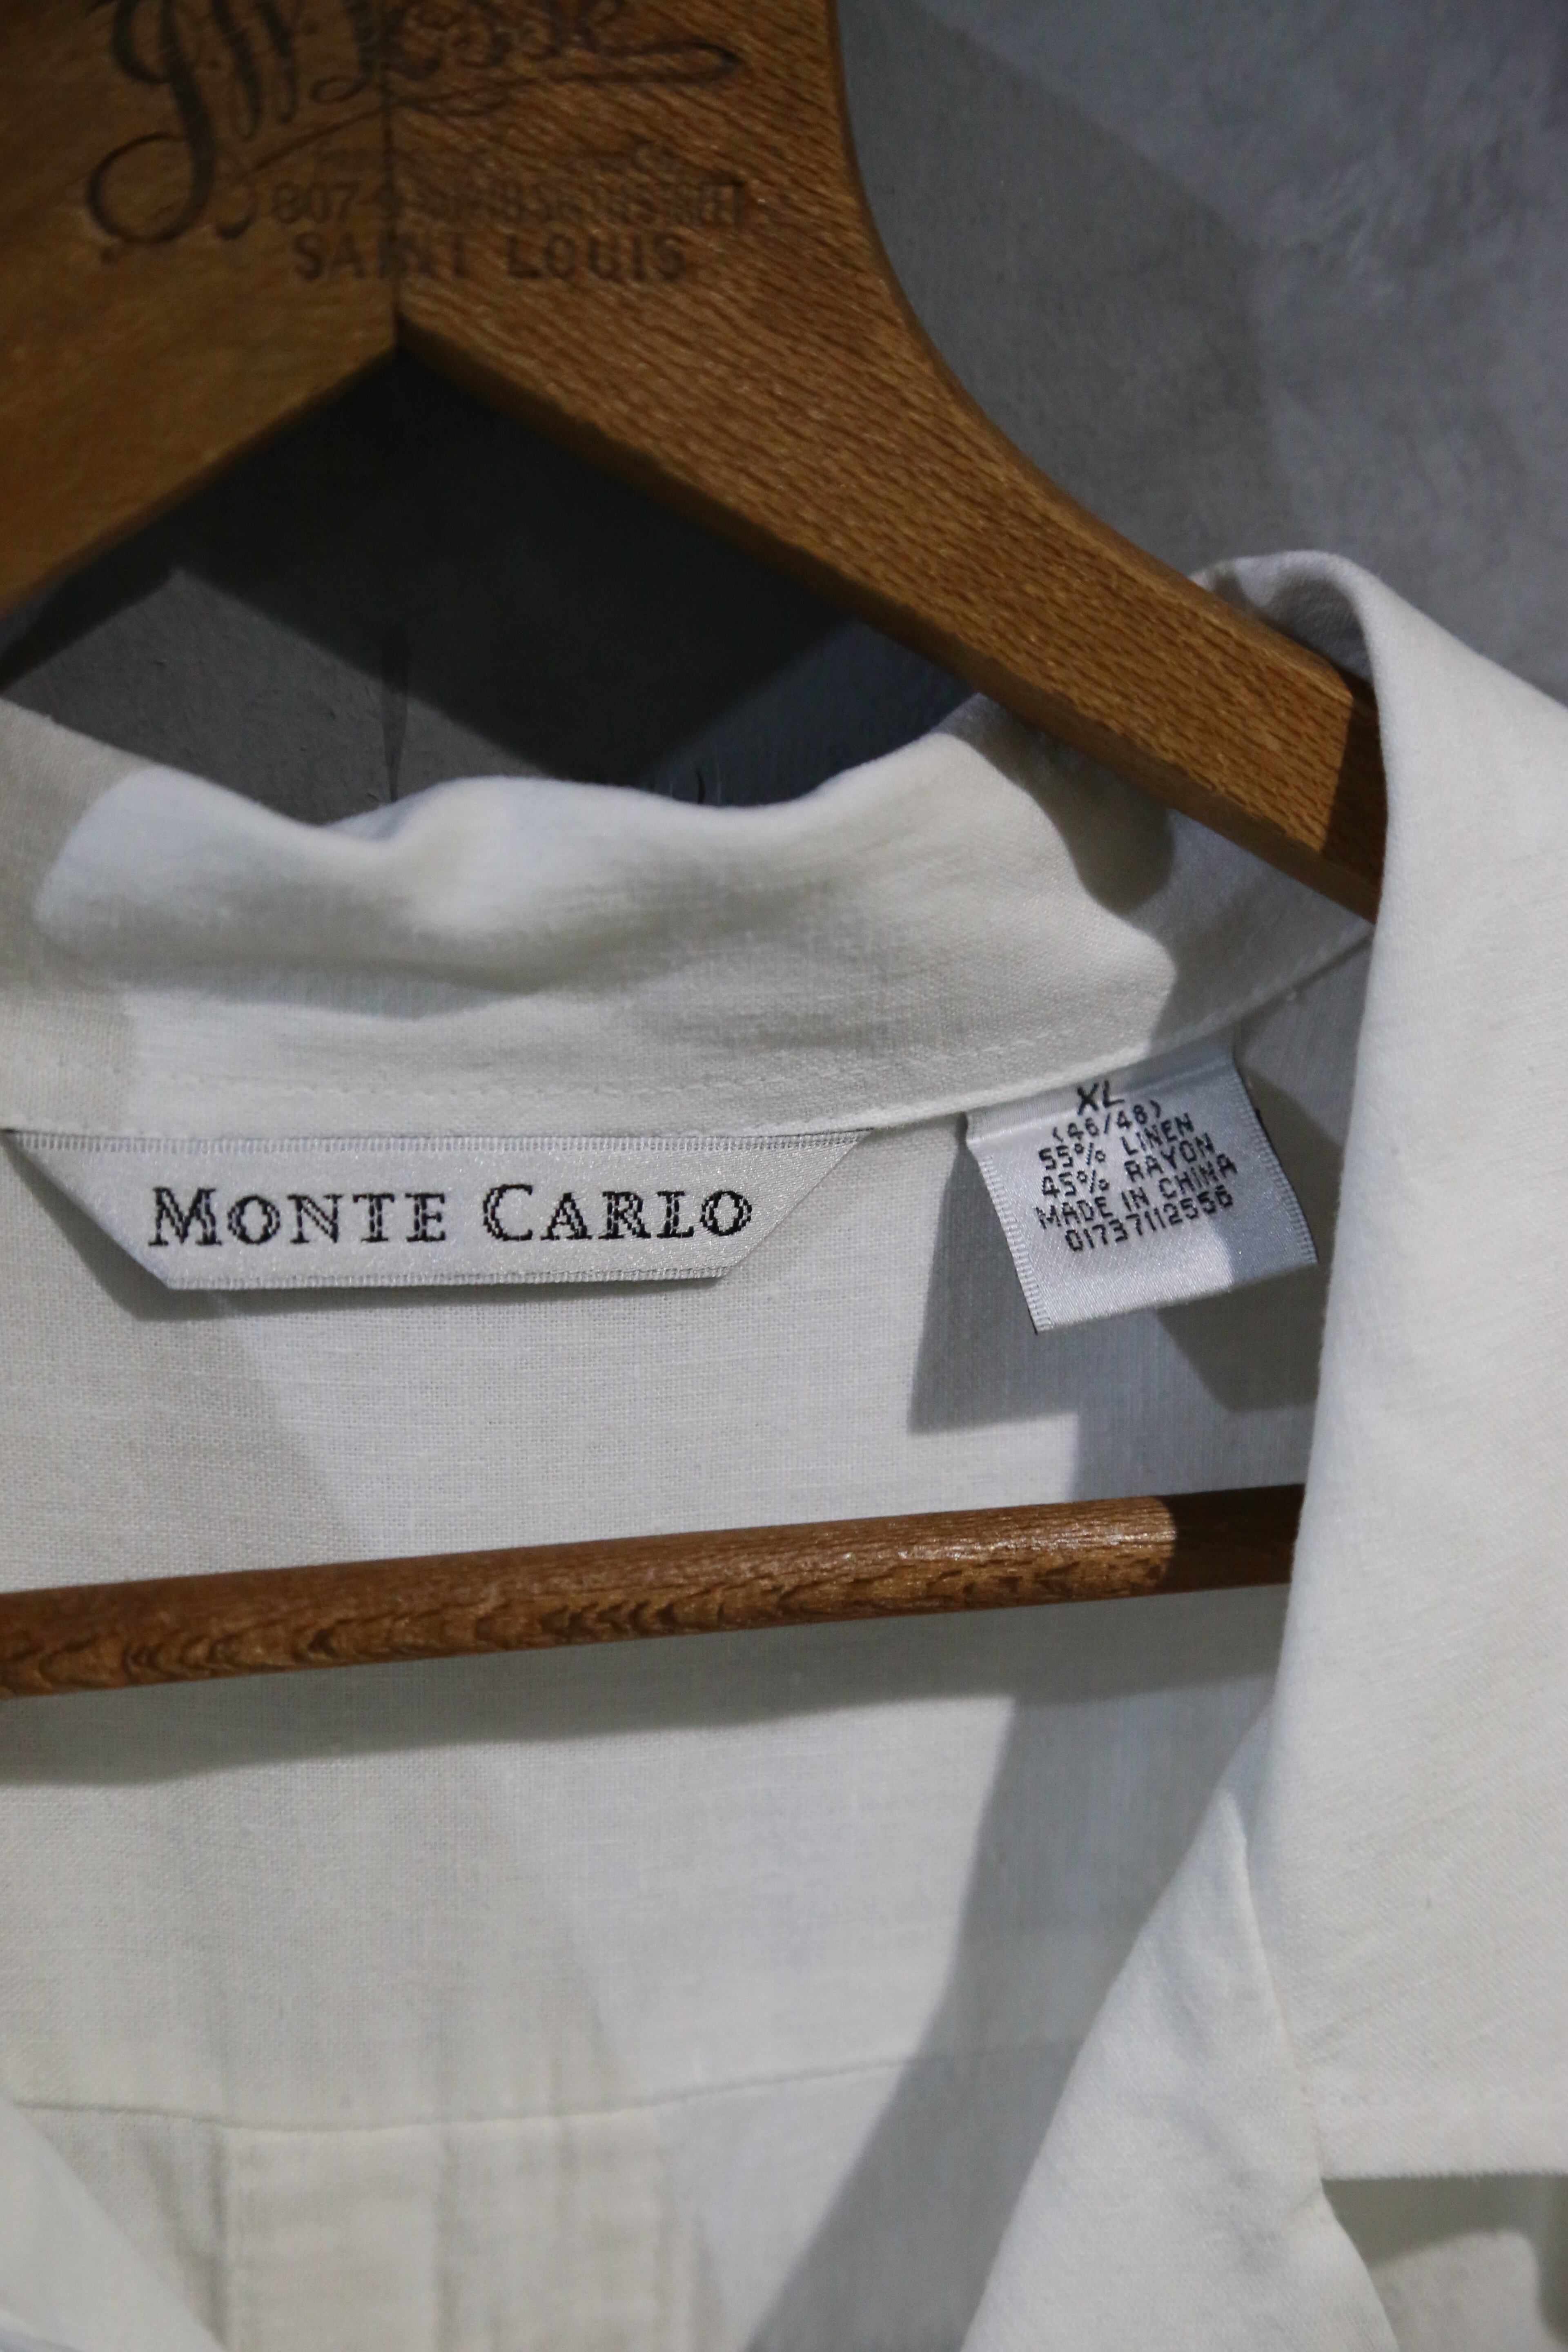 SAINT LOUIS
MONTE CARLO
XL
(46/48)
55% LINEN
45% RAYON
MADE IN CHINA
01737112556